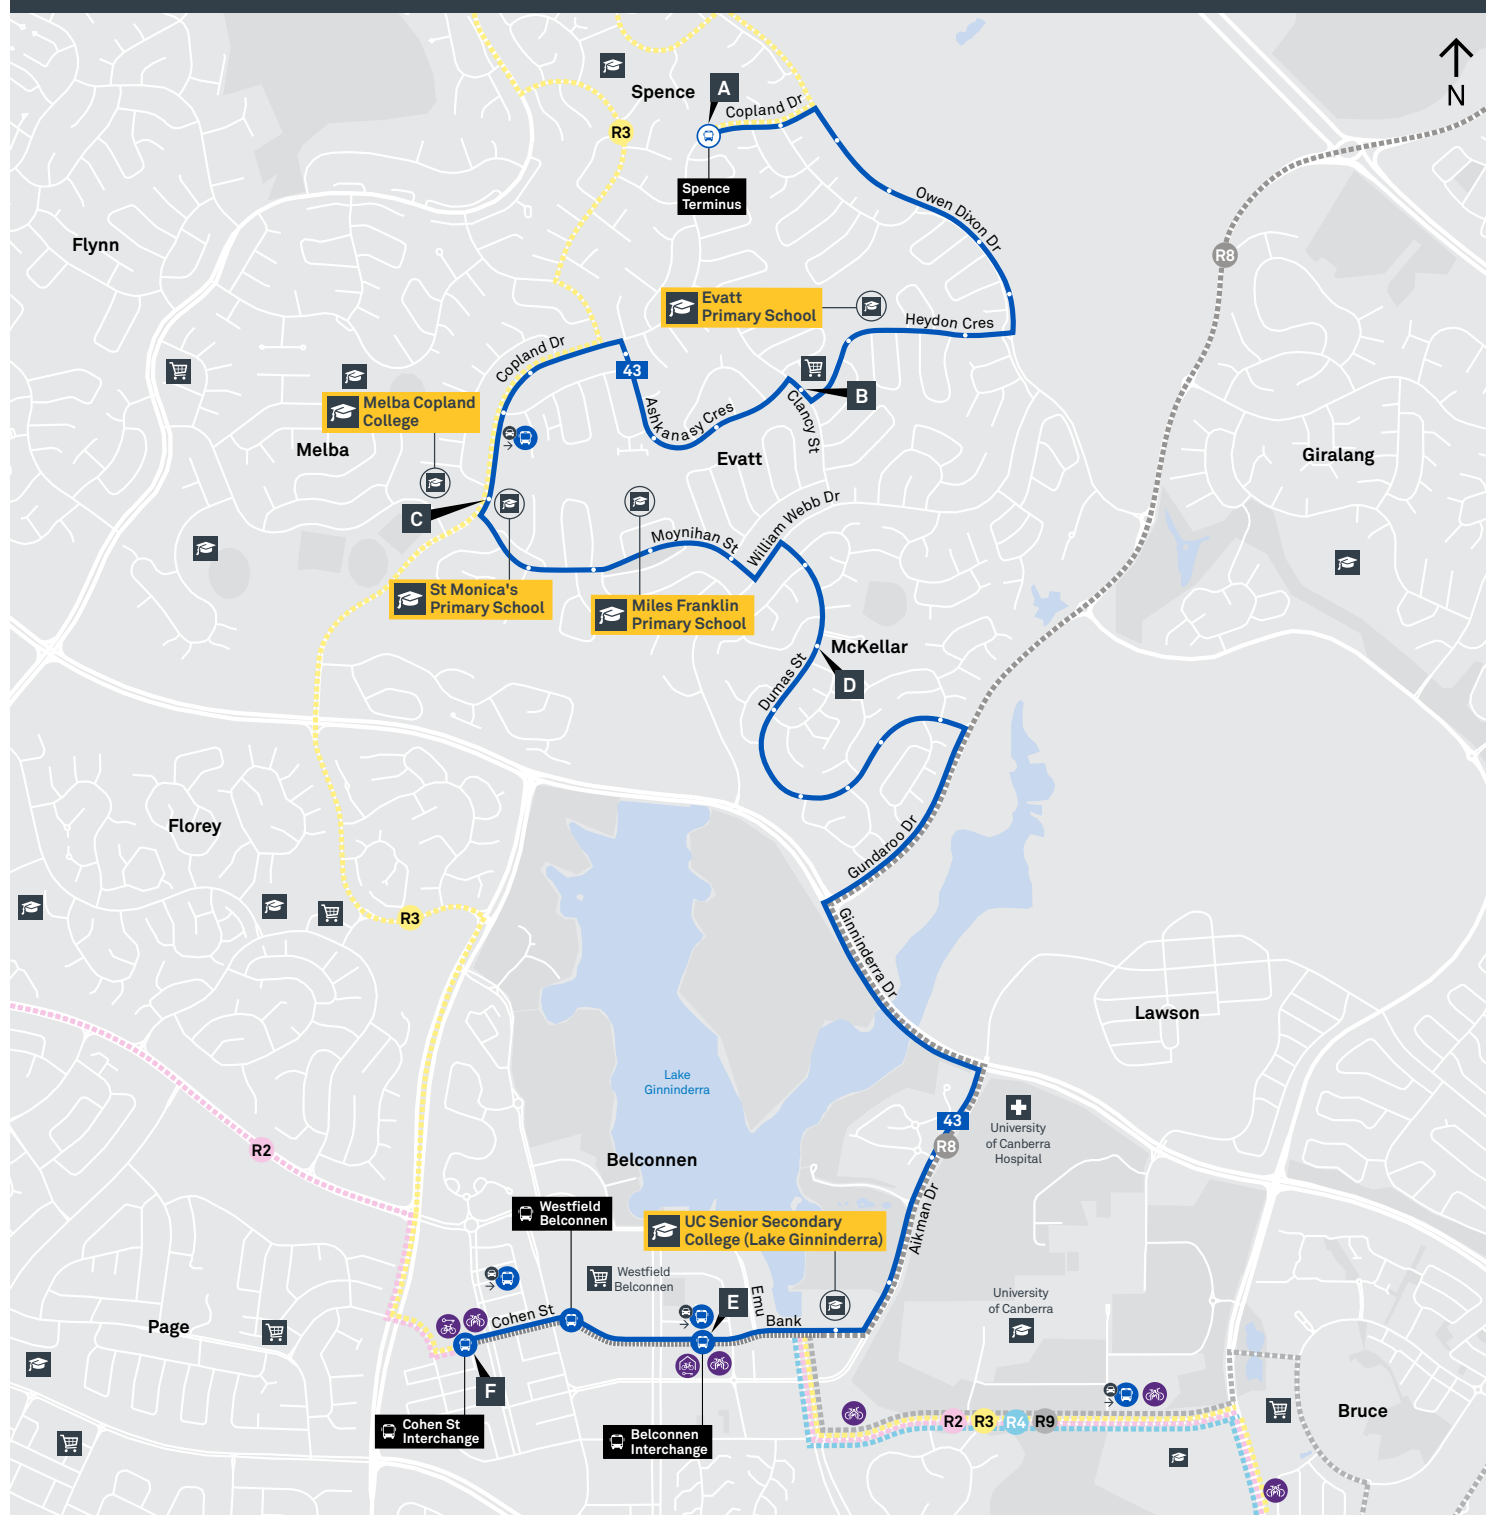 N
Spence
A
Copland Dr
R3
Spence
Terminus
Owen Dixon Dr
Flynn
R8
Evatt
Primary School
Heydon Cres
Copland Dr
43
B
Melba Copland
College
Ashkanasy Cres
Clancy St
Melba
Evatt
Giralang
C
William Webb Dr
Moynihan St
St Monica's
Primary School
Miles Franklin
Primary School
McKellar
Dumas St
D
Florey
Gundaroo Dr
R3
Ginninderra Dr
Lawson
Lake
Ginninderra
43
R8
University
of Canberra
Hospital
R2
Belconnen
Aikman Dr
Westfield
Belconnen
UC Senior Secondary
College (Lake Ginninderra)
Westfield
Belconnen
E
Emu
Bank
University
of Canberra
Cohen St
Page
F
Cohen St
Interchange
Belconnen
Interchange
R2
R3
R4
R9
Bruce